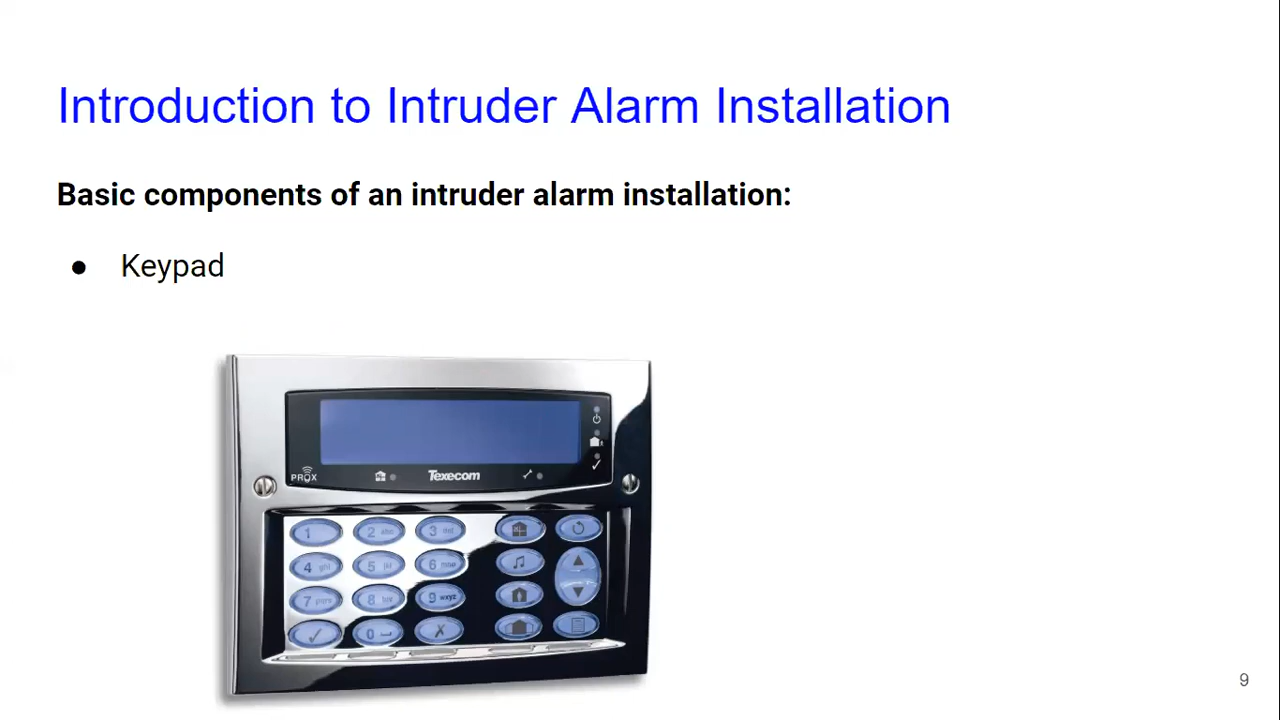 Introduction to Intruder Alarm Installation
Basic components of an intruder alarm installation:
● Keypad
PROX
Texecom
1 2 abc 3 def
4 ghi 5 jkl 6 mno
7 pqrs 8 tuv 9 wxyz
0
9